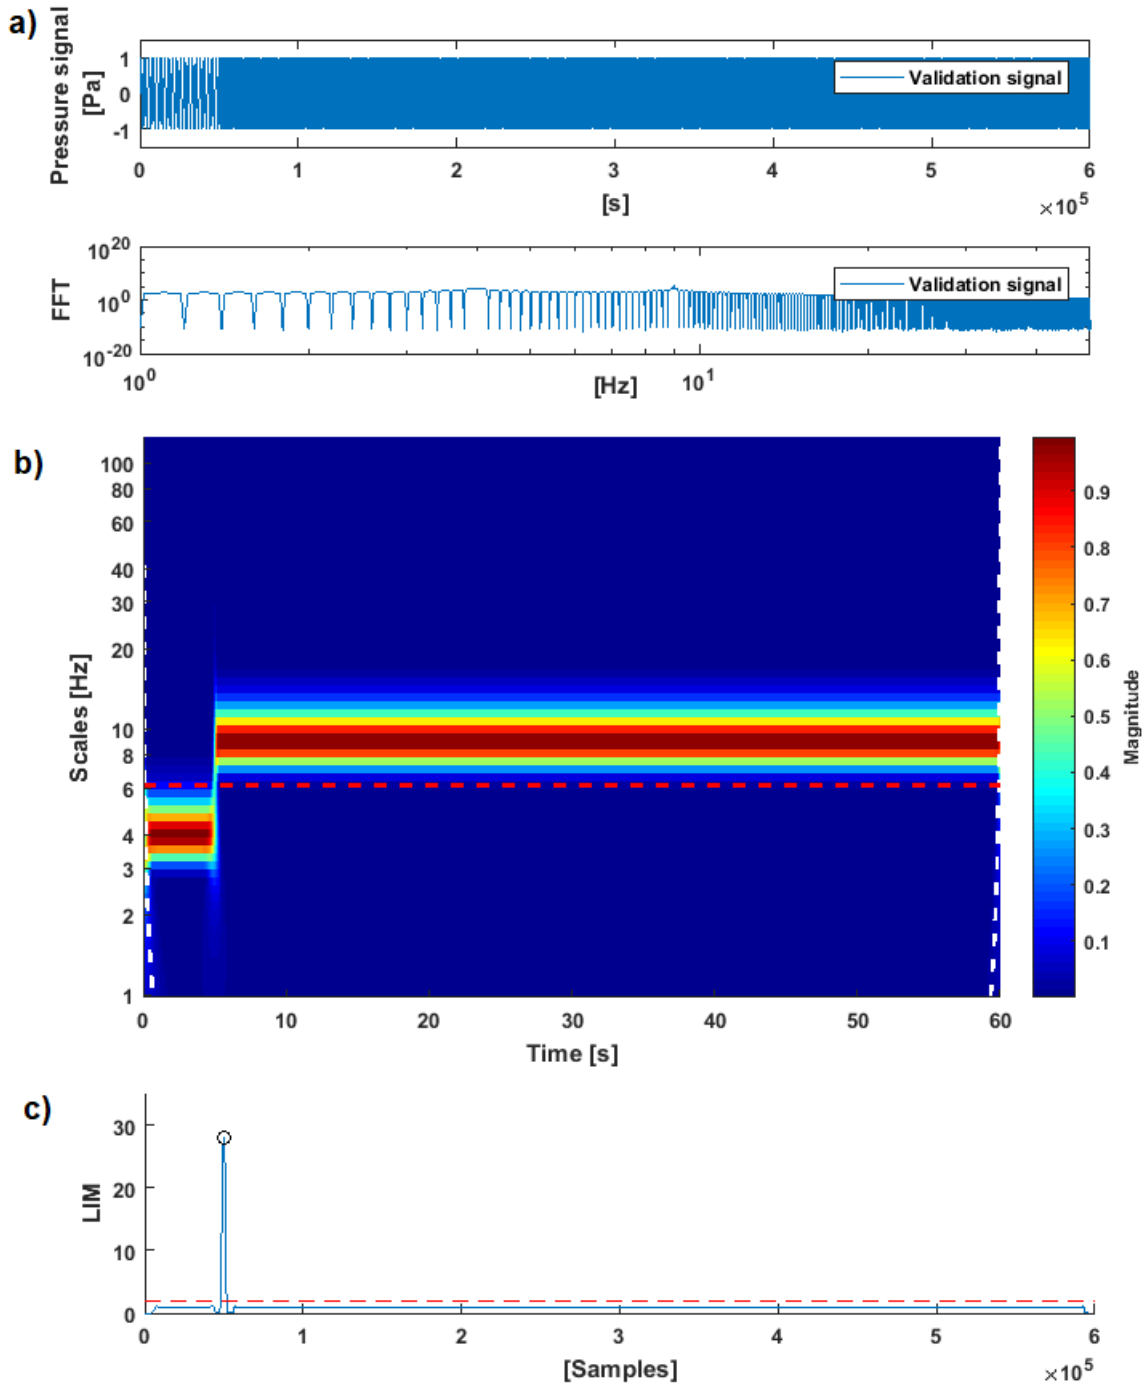 a)
Pressure signal
[Pa]
1
0
-1
Validation signal
0 1 2 3 4 5 6
[s]
×10^5
FFT
10^20
10^0
10^-20
Validation signal
10^0 10^1
[Hz]
b)
Scales [Hz]
100
80
60
40
30
20
10
8
6
4
3
2
1
0 10 20 30 40 50 60
Time [s]
0.9
0.8
0.7
0.6
0.5
0.4
0.3
0.2
0.1
Magnitude
c)
LIM
30
20
10
0
0 1 2 3 4 5 6
[Samples]
×10^5